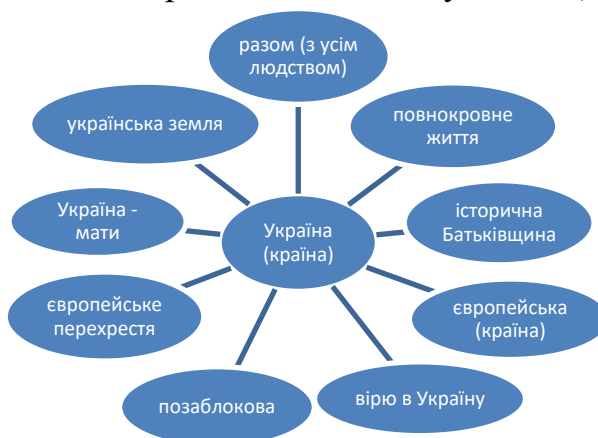 разом (з усім
людством)
українська земля
повнокровне
життя
Україна -
мати
Україна
(країна)
історична
Батьківщина
європейське
перехрестя
європейська
(країна)
позаблокова
вірю в Україну